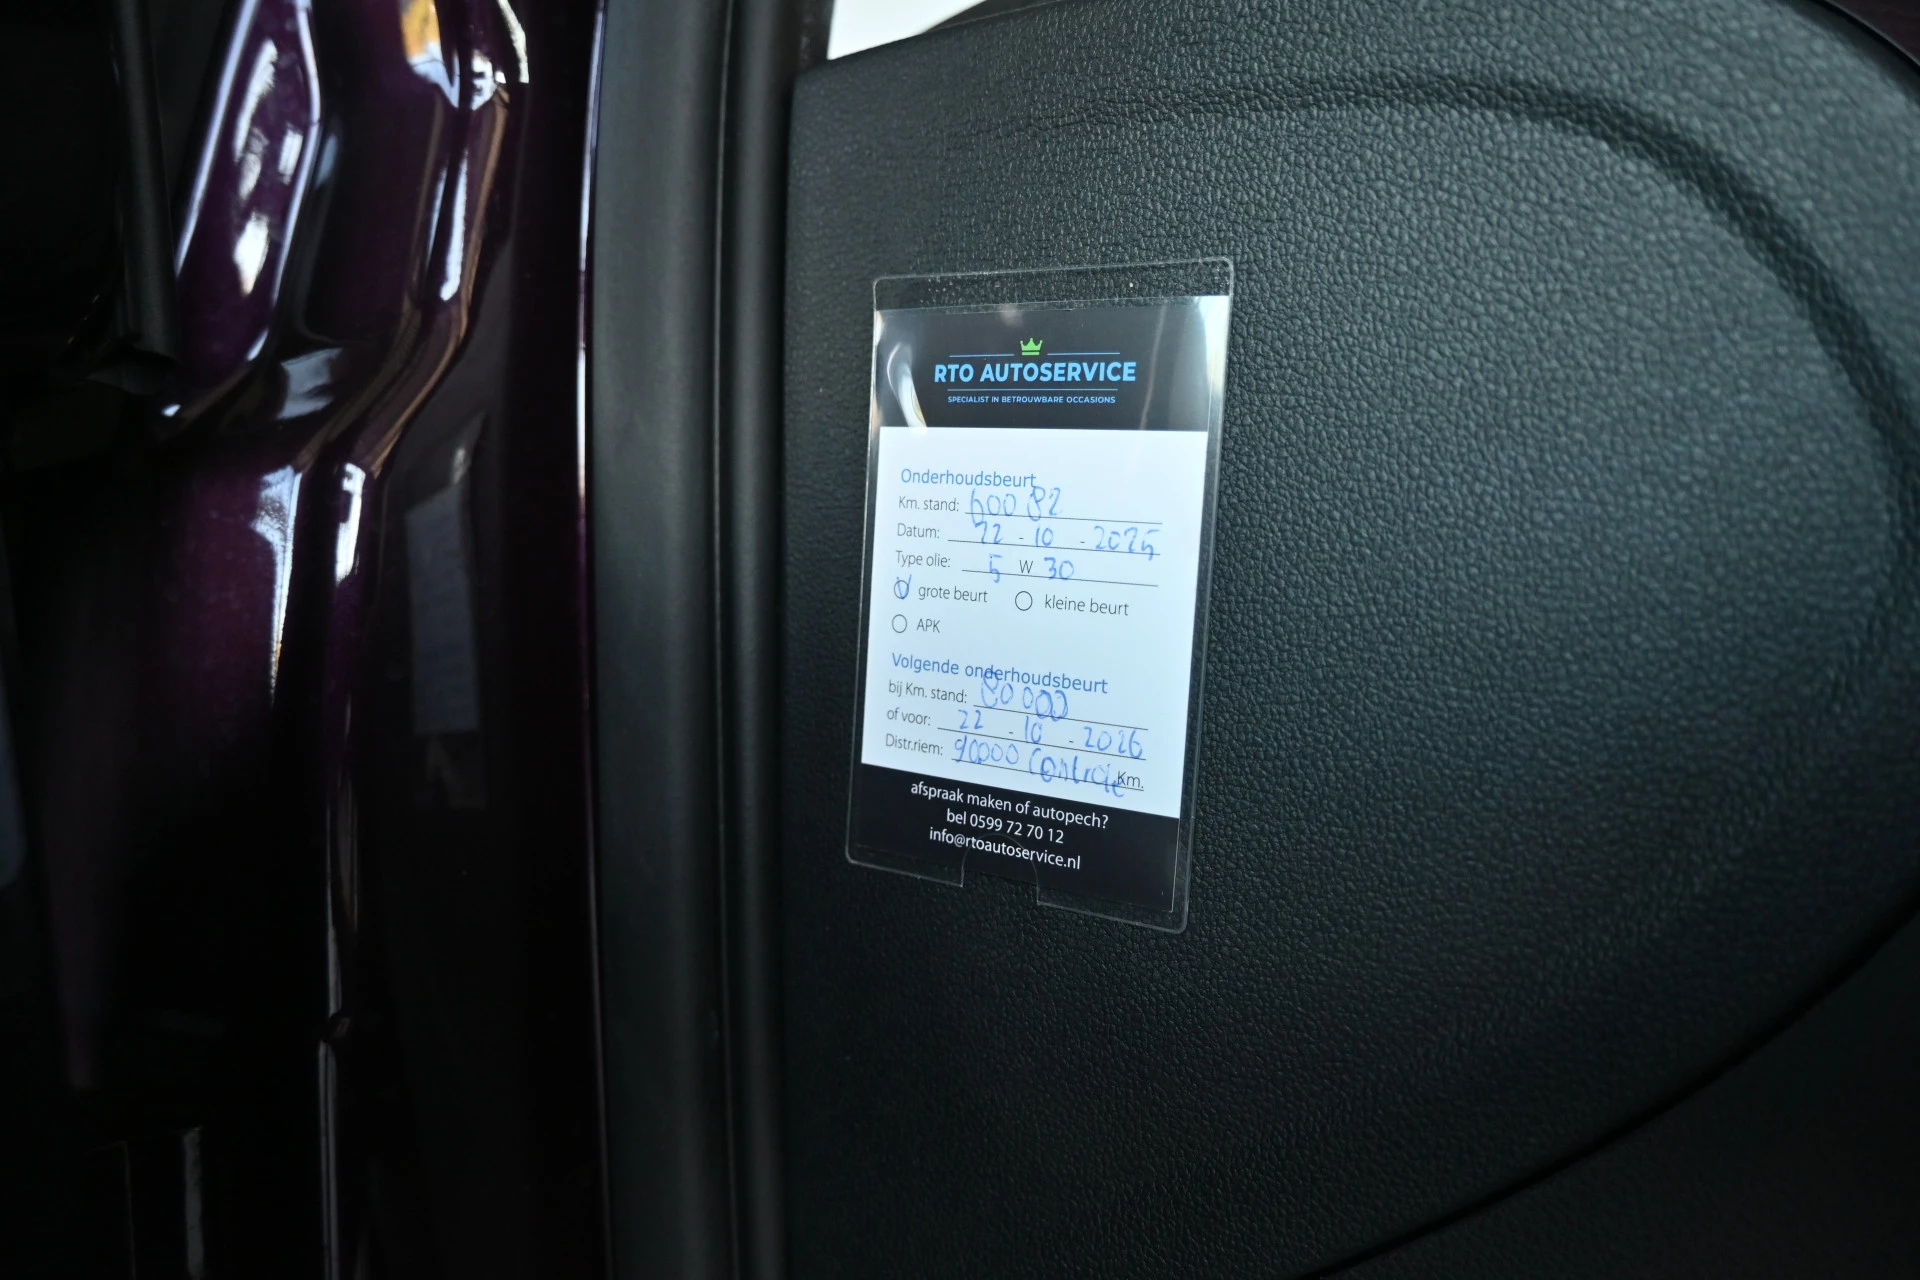 RTO AUTOSERVICE
SPECIALIST IN BETROUWBARE OCCASIONS
Onderhoudsbeurt
Km. stand: 60082
Datum: 22 - 10 - 2025
Type olie: 5 W 30
grote beurt kleine beurt
APK
Volgende onderhoudsbeurt
bij Km. stand: 80000
of voor: 22 - 10 - 2026
Distr.riem: 90000 Controle Km.
afspraak maken of autopech?
bel 0599 72 70 12
info@rtoautoservice.nl